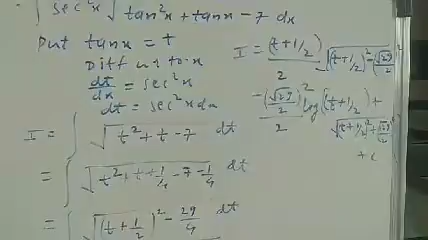 ∫ sec²x √tan²x + tanx - 7 dx
Put tanx = t
Diff w.r.to x
dt/dx = sec²x
dt = sec²x dx
I = ∫ √t² + t - 7 dt
= ∫ √t² + t + 1/4 - 7 - 1/4 dt
= ∫ √(t + 1/2)² - 29/4 dt
I = (t + 1/2)/2 √(t + 1/2)² - (√29/2)²
- (√29/2)²/2 log (t + 1/2) +
√(t + 1/2)² + (√29/2)²
+ c